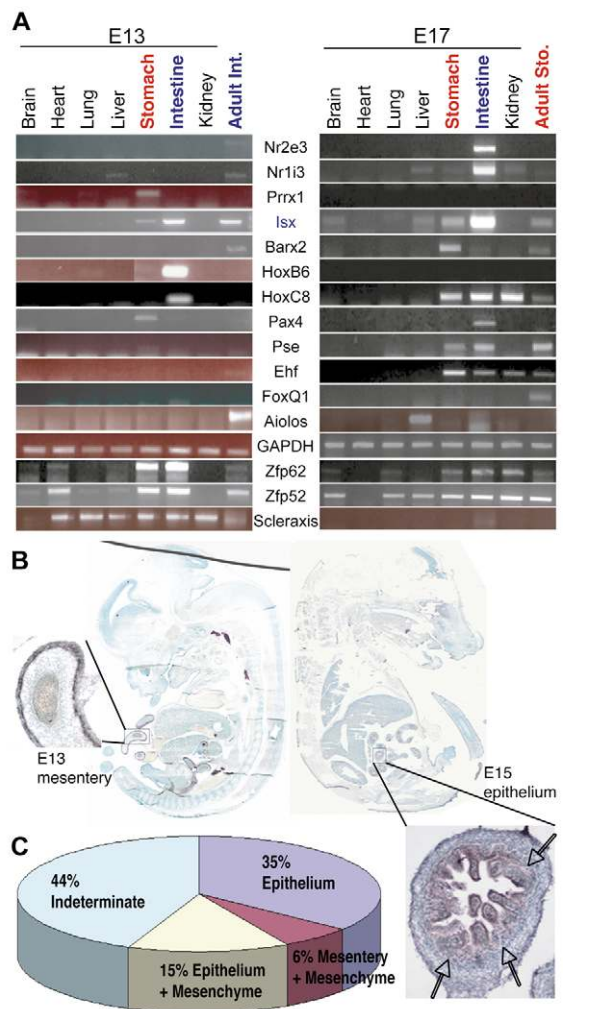 A
E13
E17
Brain
Heart
Lung
Liver
Stomach
Intestine
Kidney
Adult Int.
Brain
Heart
Lung
Liver
Stomach
Intestine
Kidney
Adult Sto.
Nr2e3
Nr1i3
Prrx1
Isx
Barx2
HoxB6
HoxC8
Pax4
Pse
Ehf
FoxQ1
Aiolos
GAPDH
Zfp62
Zfp52
Scleraxis
B
E13
mesentery
E15
epithelium
C
44%
Indeterminate
35%
Epithelium
15% Epithelium
+ Mesenchyme
6% Mesentery
+ Mesenchyme